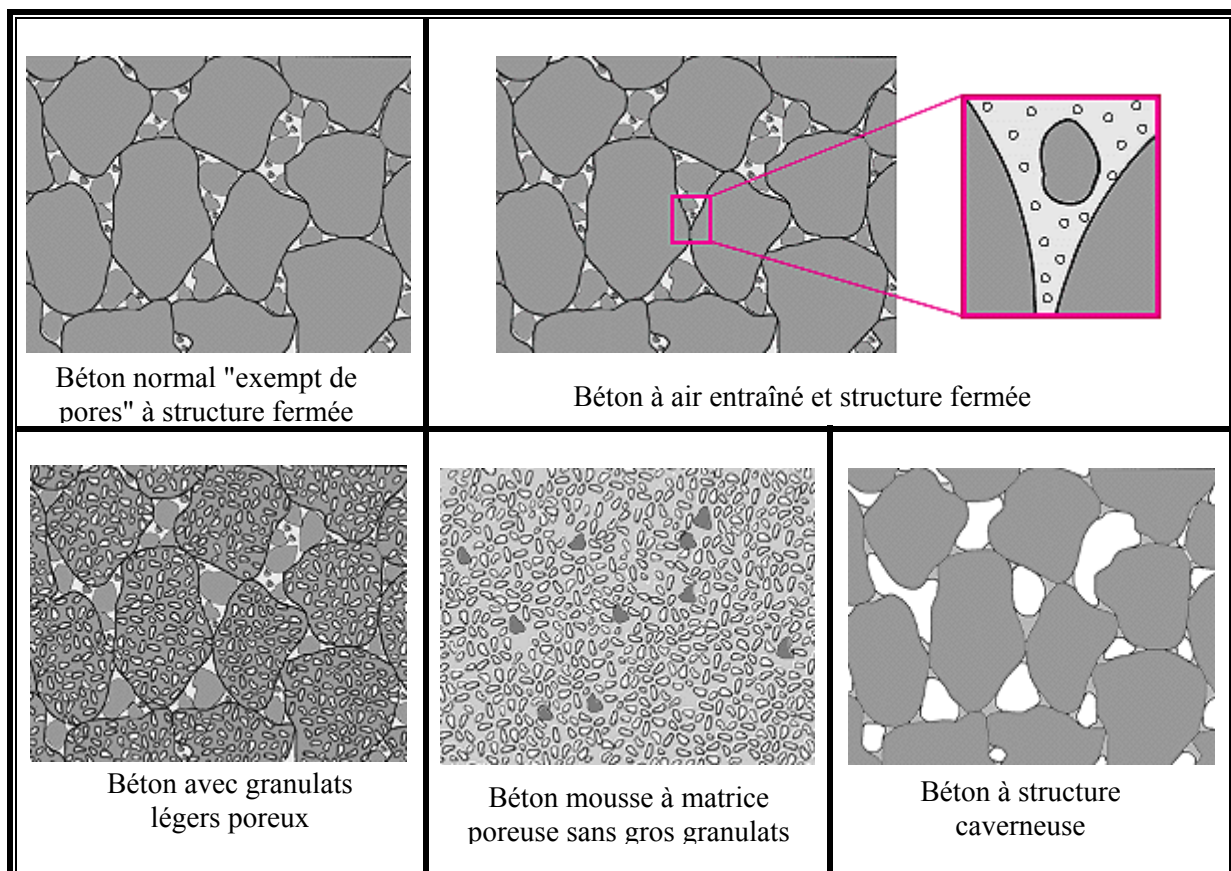 Béton normal "exempt de
pores" à structure fermée
Béton à air entraîné et structure fermée
Béton avec granulats
légers poreux
Béton mousse à matrice
poreuse sans gros granulats
Béton à structure
caverneuse